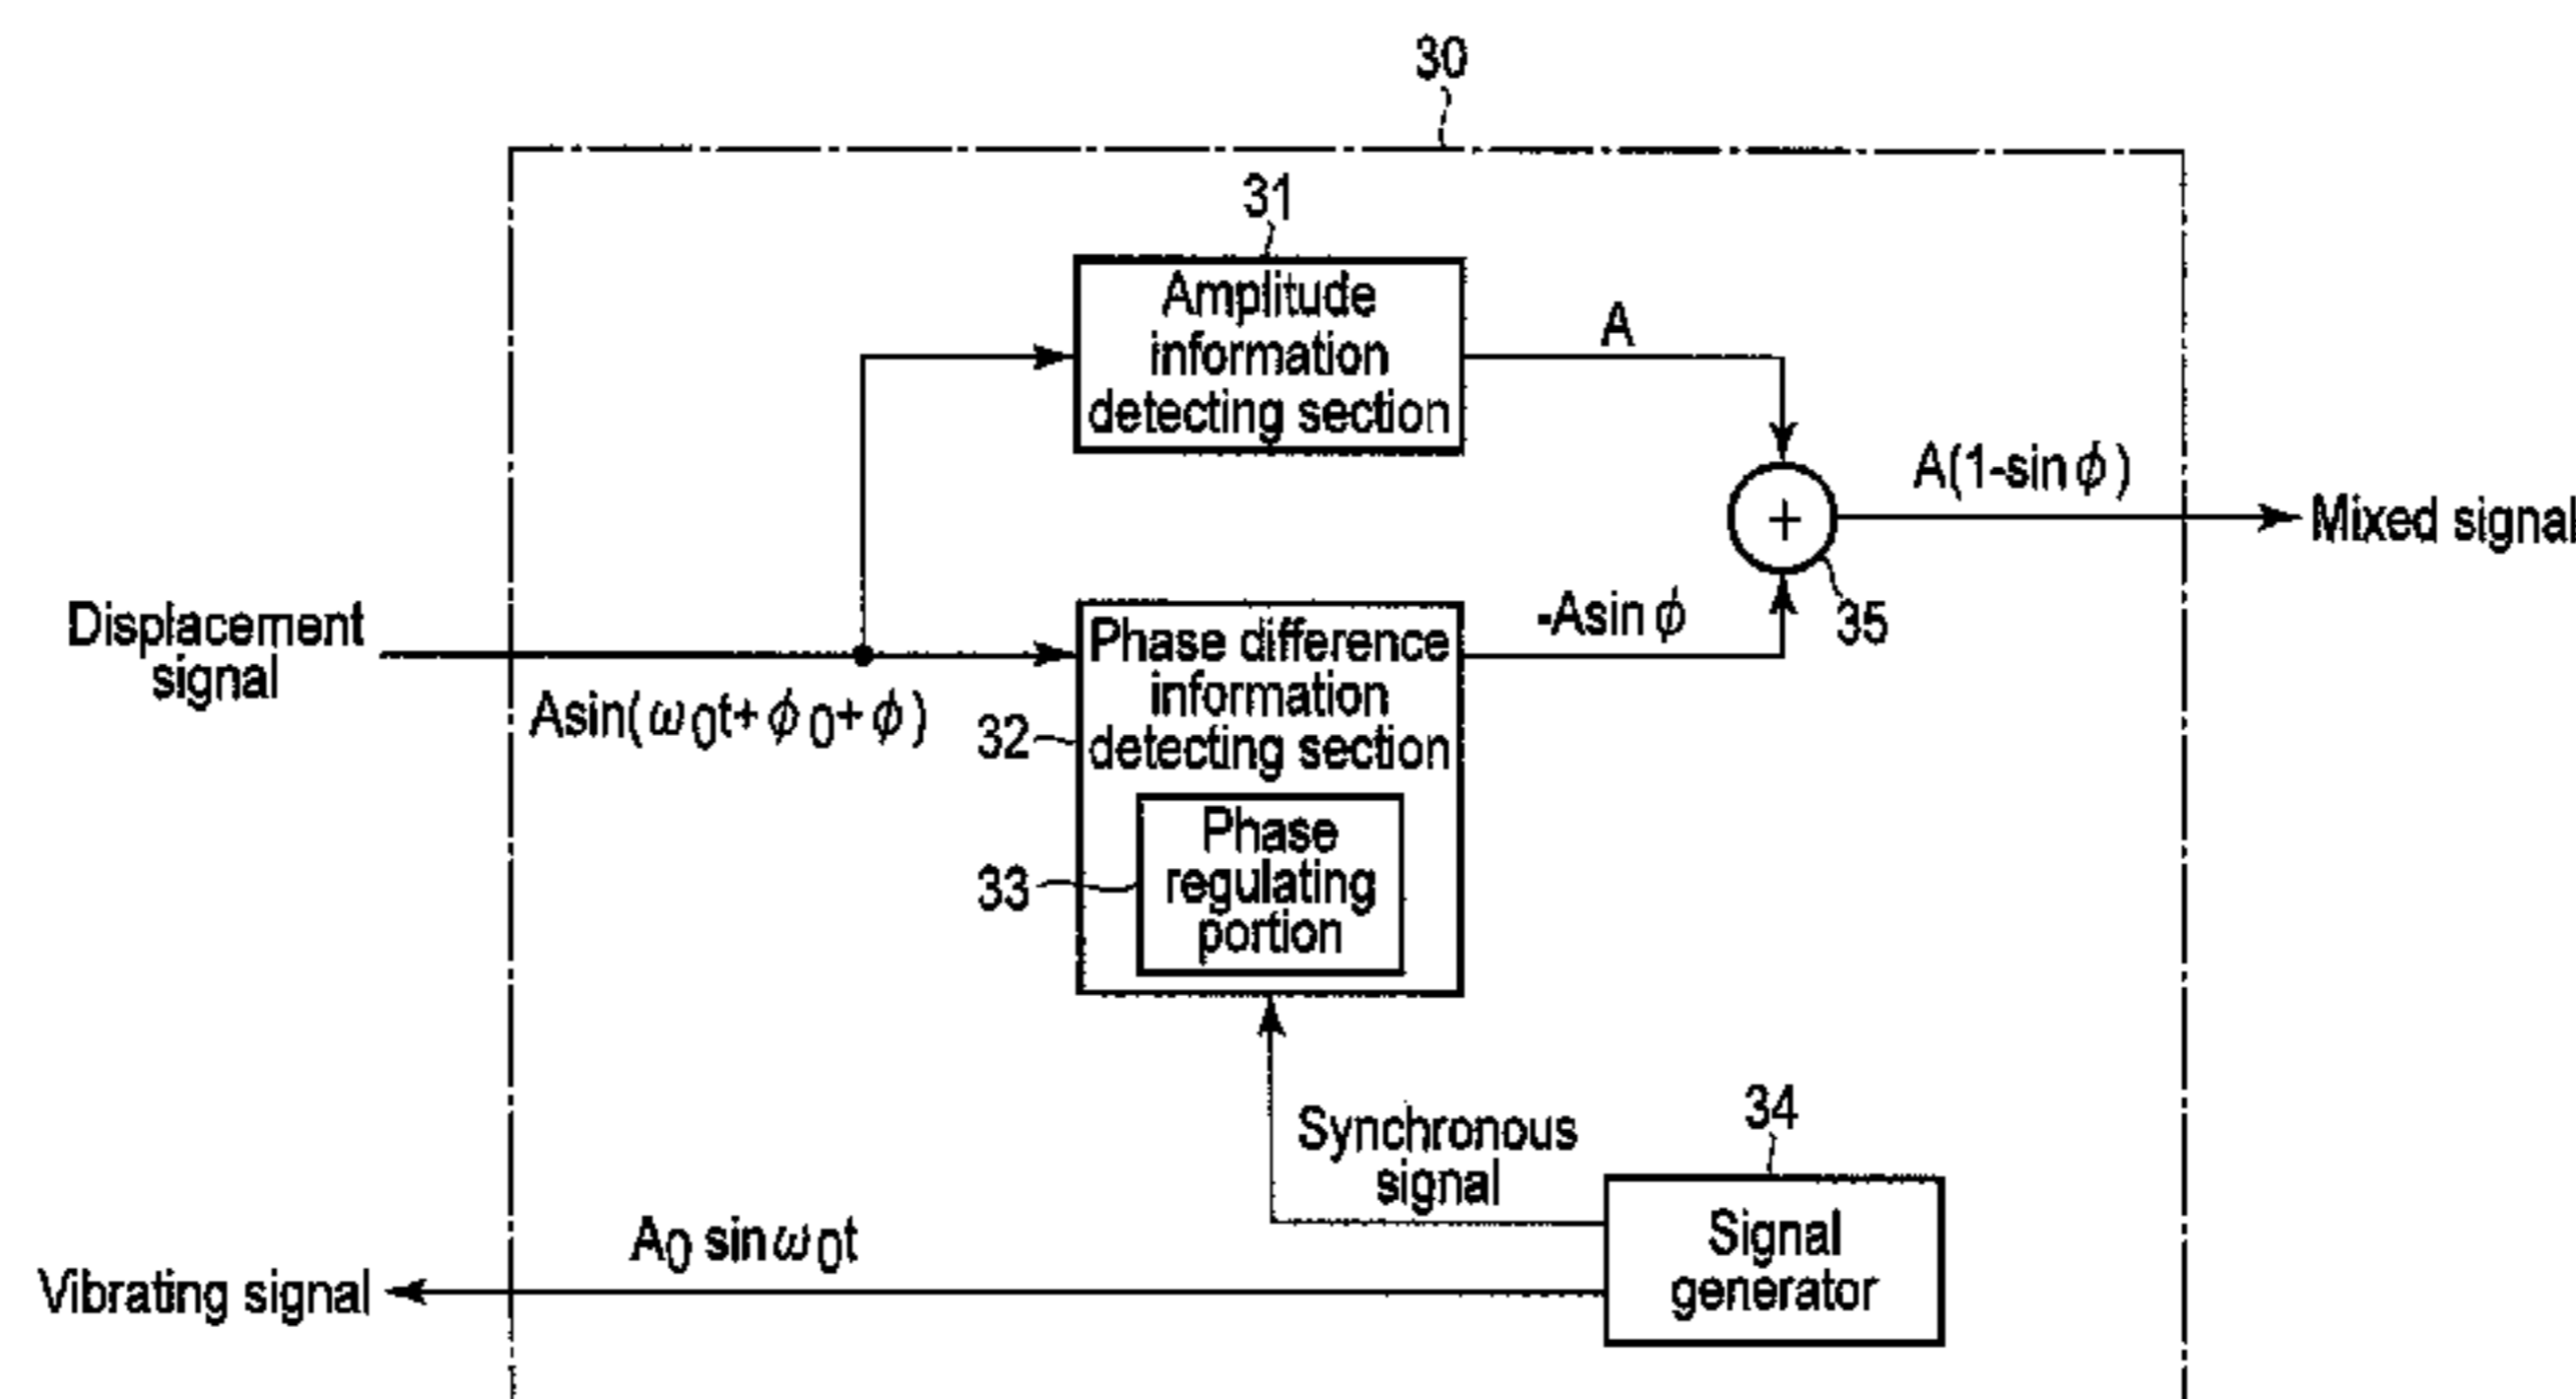 30
31
Amplitude
information
detecting section
A
A(1-sinφ)
+
Mixed signal
35
Displacement
signal
Asin(ω0t+φ0+φ)
32
Phase difference
information
detecting section
-Asinφ
33
Phase
regulating
portion
Synchronous
signal
34
Signal
generator
A0 sinω0t
Vibrating signal